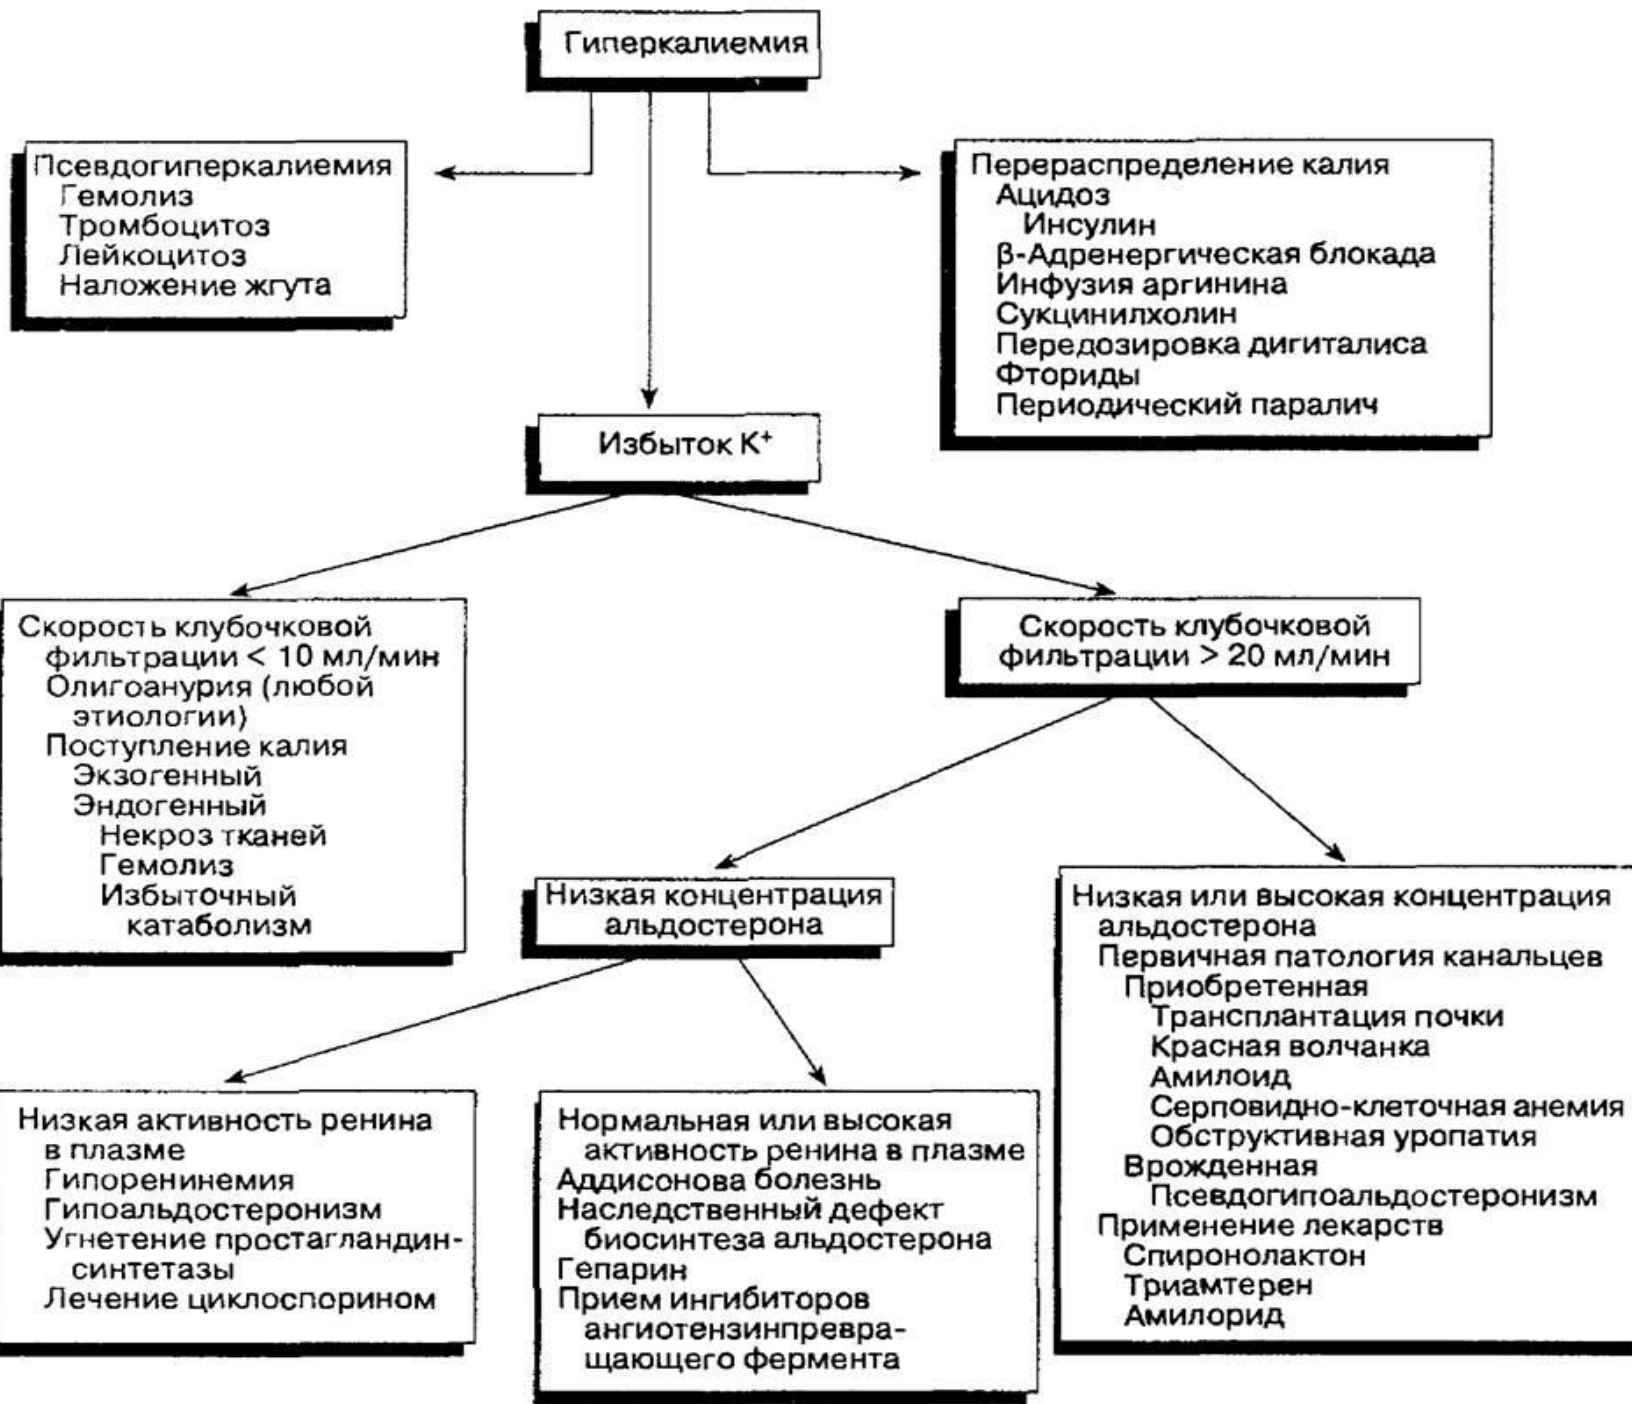 Гиперкалиемия
Псевдогиперкалиемия
Гемолиз
Тромбоцитоз
Лейкоцитоз
Наложение жгута
Перераспределение калия
Ацидоз
Инсулин
β-Адренергическая блокада
Инфузия аргинина
Сукцинилхолин
Передозировка дигиталиса
Фториды
Периодический паралич
Избыток K⁺
Скорость клубочковой
фильтрации < 10 мл/мин
Олигоанурия (любой
этиологии)
Поступление калия
Экзогенный
Эндогенный
Некроз тканей
Гемолиз
Избыточный
катаболизм
Скорость клубочковой
фильтрации > 20 мл/мин
Низкая концентрация
альдостерона
Низкая или высокая концентрация
альдостерона
Первичная патология канальцев
Приобретенная
Трансплантация почки
Красная волчанка
Амилоид
Серповидно-клеточная анемия
Обструктивная уропатия
Врожденная
Псевдогипоальдостеронизм
Применение лекарств
Спиронолактон
Триамтерен
Амилорид
Низкая активность ренина
в плазме
Гипоренинемия
Гипоальдостеронизм
Угнетение простагландин-
синтетазы
Лечение циклоспорином
Нормальная или высокая
активность ренина в плазме
Аддисонова болезнь
Наследственный дефект
биосинтеза альдостерона
Гепарин
Прием ингибиторов
ангиотензинпревра-
щающего фермента